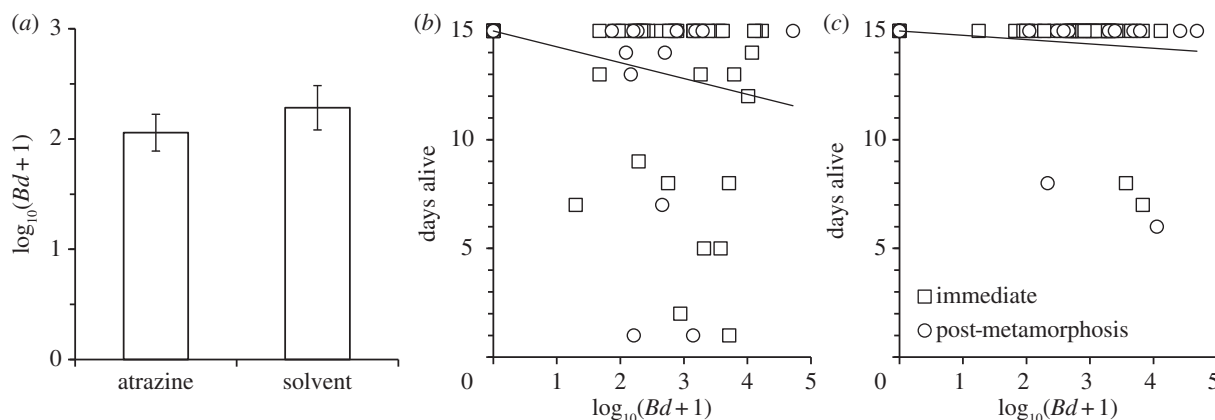 (a)
3
2
1
0
log10(Bd + 1)
atrazine
solvent
(b)
15
10
5
0
days alive
1
2
3
4
5
log10(Bd + 1)
(c)
15
10
5
0
days alive
immediate
post-metamorphosis
1
2
3
4
5
log10(Bd + 1)